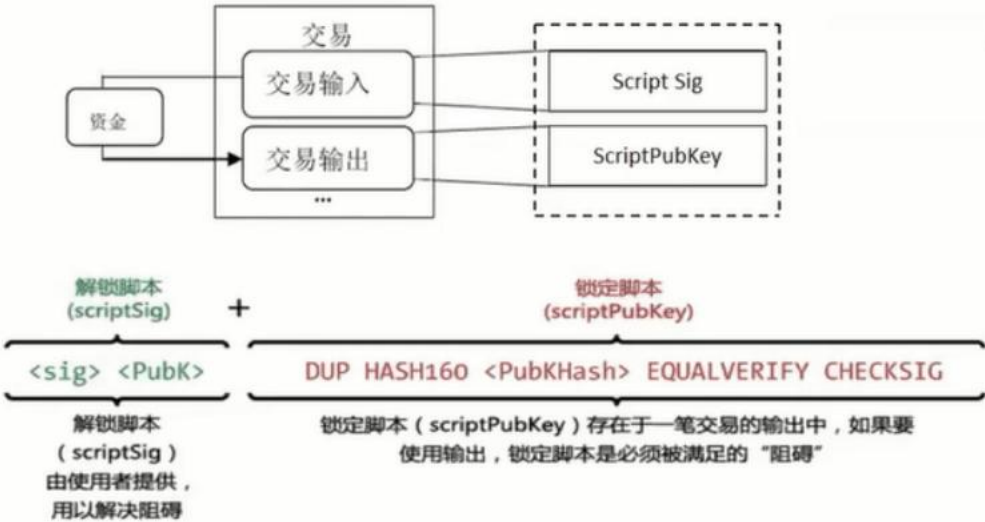 交易
交易输入
Script Sig
资金
交易输出
ScriptPubKey
...
解锁脚本
(scriptSig)
+
锁定脚本
(scriptPubKey)
<sig> <PubK>
DUP HASH160 <PubKHash> EQUALVERIFY CHECKSIG
解锁脚本
（scriptSig）
由使用者提供，
用以解决阻碍
锁定脚本（scriptPubKey）存在于一笔交易的输出中，如果要
使用输出，锁定脚本是必须被满足的“阻碍”